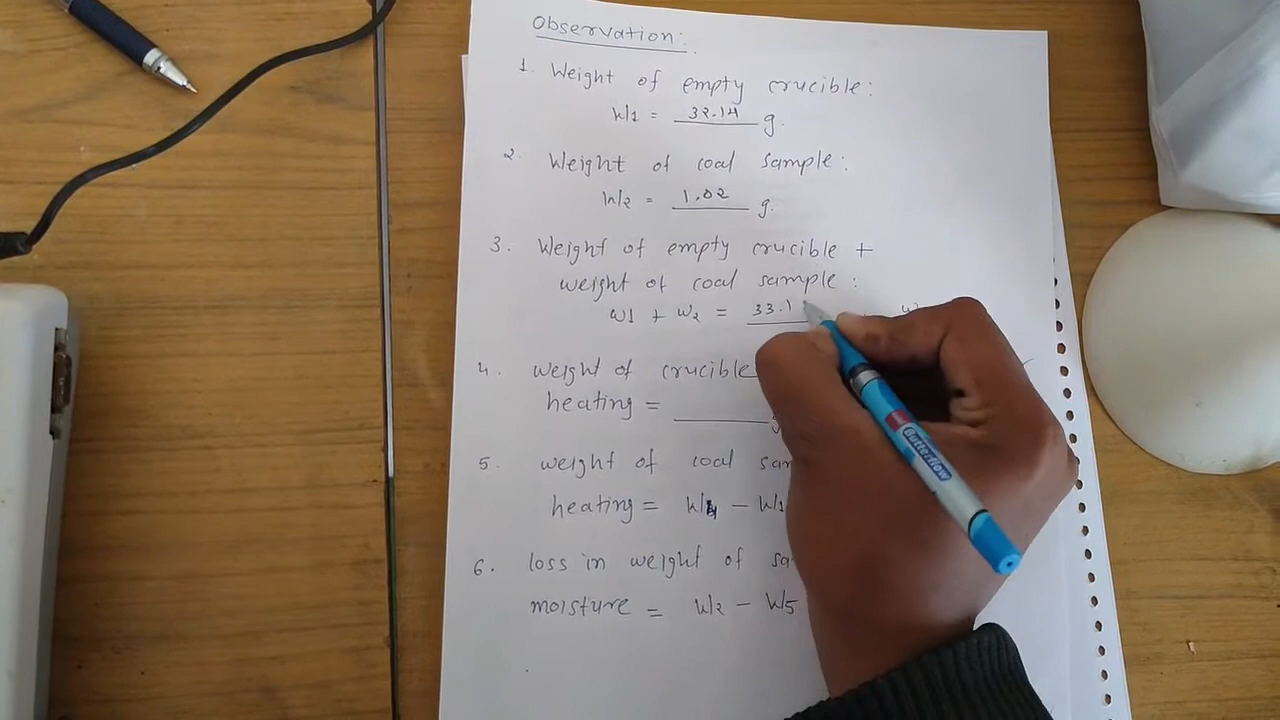 Observation:
1. Weight of empty crucible:
W1 = 32.14 g.
2. Weight of coal sample:
W2 = 1.02 g.
3. Weight of empty crucible +
weight of coal sample:
W1 + W2 = 33.1
4. weight of crucible
heating = ______ g
5. weight of coal
heating = W4 - W1
6. loss in weight of
moisture = W2 - W5
Butterflow